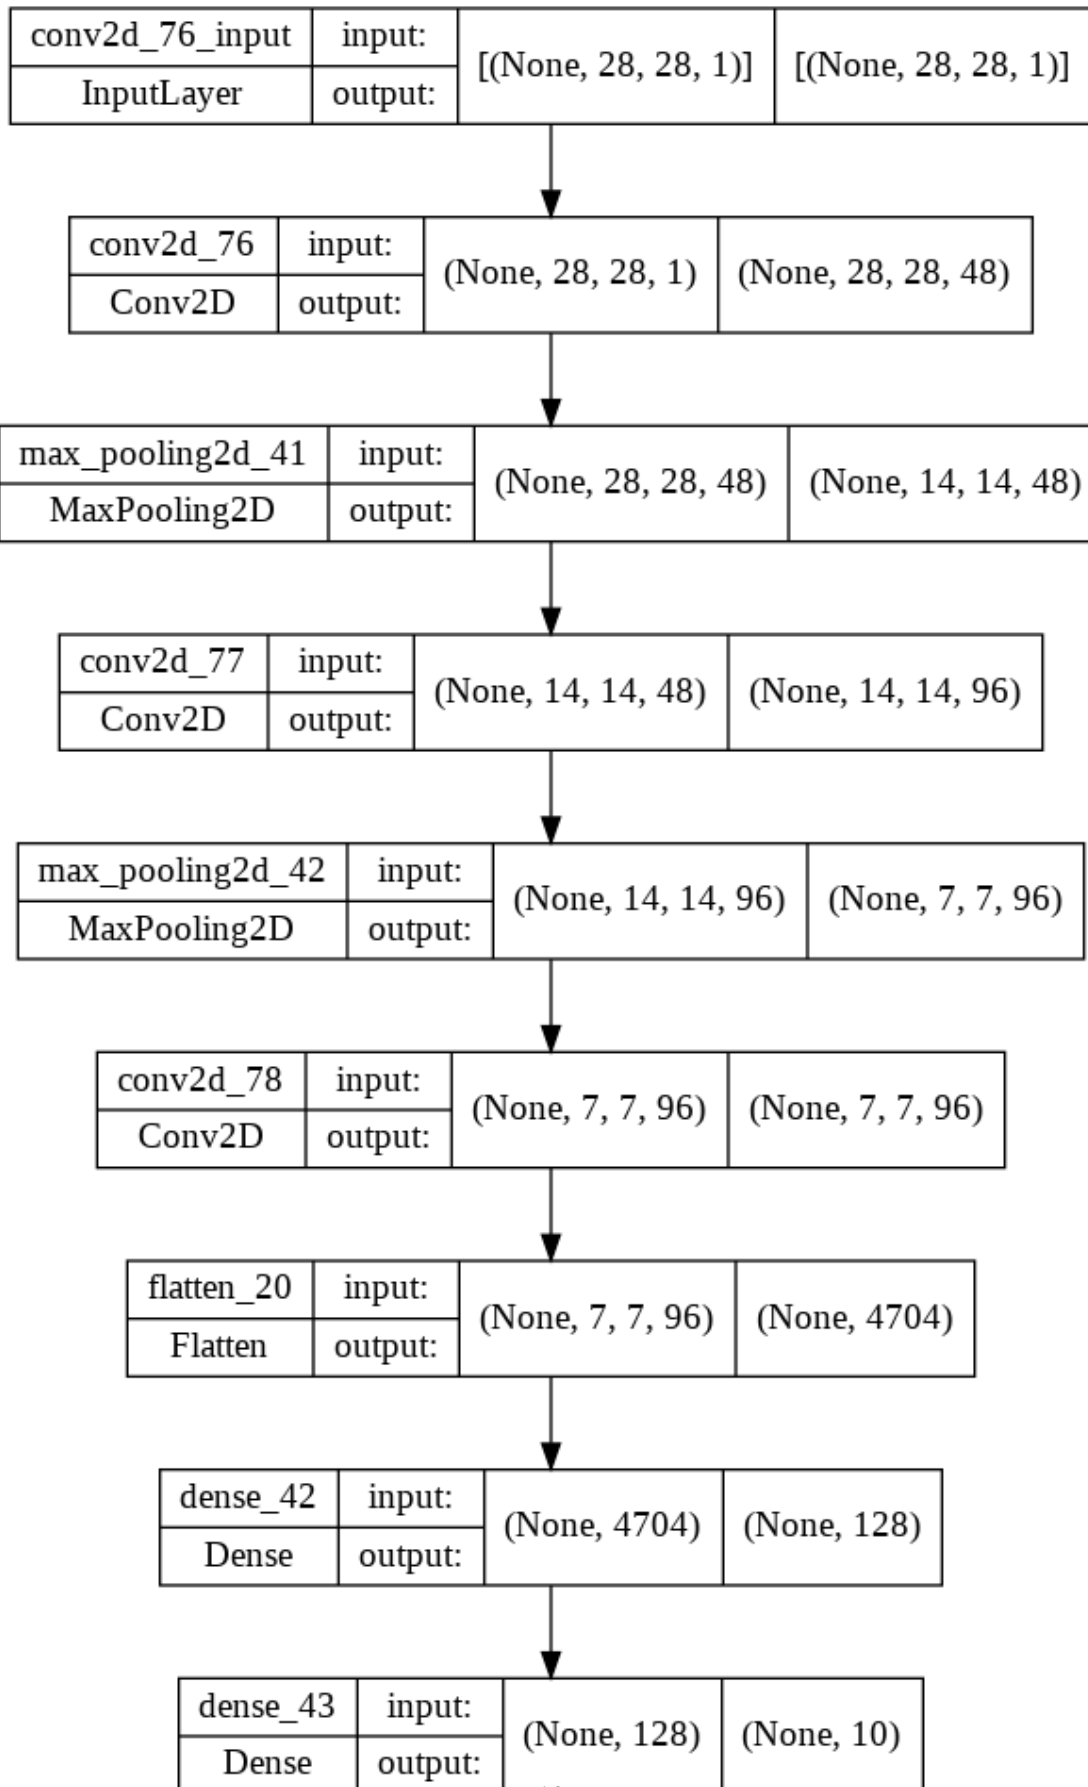 conv2d_76_input input: [(None, 28, 28, 1)] [(None, 28, 28, 1)]
InputLayer output:
conv2d_76 input: (None, 28, 28, 1) (None, 28, 28, 48)
Conv2D output:
max_pooling2d_41 input: (None, 28, 28, 48) (None, 14, 14, 48)
MaxPooling2D output:
conv2d_77 input: (None, 14, 14, 48) (None, 14, 14, 96)
Conv2D output:
max_pooling2d_42 input: (None, 14, 14, 96) (None, 7, 7, 96)
MaxPooling2D output:
conv2d_78 input: (None, 7, 7, 96) (None, 7, 7, 96)
Conv2D output:
flatten_20 input: (None, 7, 7, 96) (None, 4704)
Flatten output:
dense_42 input: (None, 4704) (None, 128)
Dense output:
dense_43 input: (None, 128) (None, 10)
Dense output: